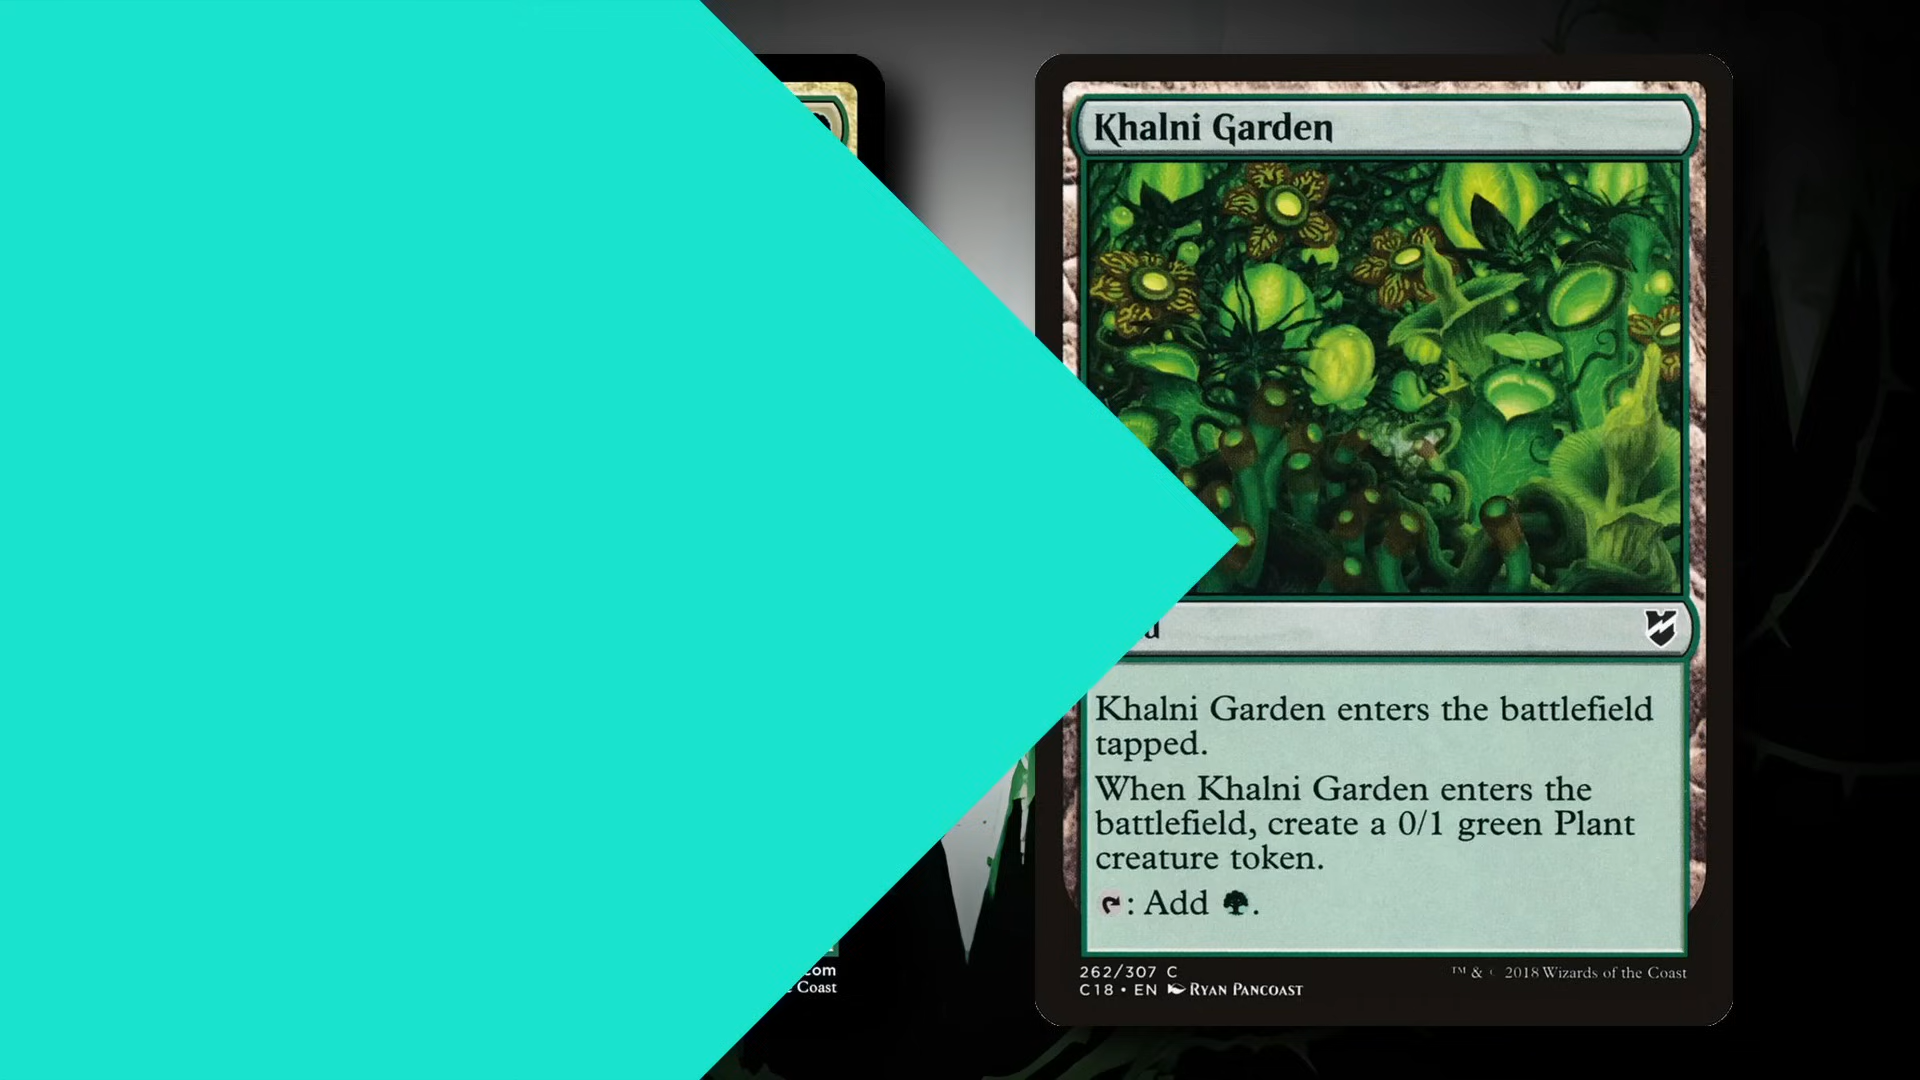 Khalni Garden
Khalni Garden enters the battlefield
tapped.
When Khalni Garden enters the
battlefield, create a 0/1 green Plant
creature token.
: Add .
262/307 C
™ & © 2018 Wizards of the Coast
C18 • EN RYAN PANCOAST
.com
Coast